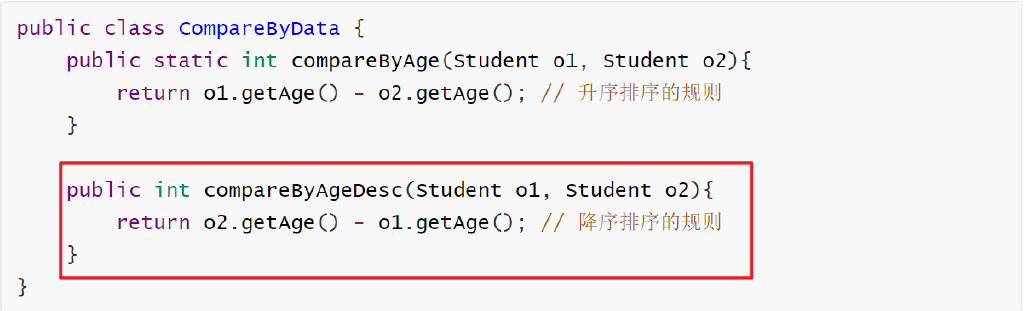 public class CompareByData {
    public static int compareByAge(Student o1, Student o2){
        return o1.getAge() - o2.getAge(); // 升序排序的规则
    }
    public int compareByAgeDesc(Student o1, Student o2){
        return o2.getAge() - o1.getAge(); // 降序排序的规则
    }
}